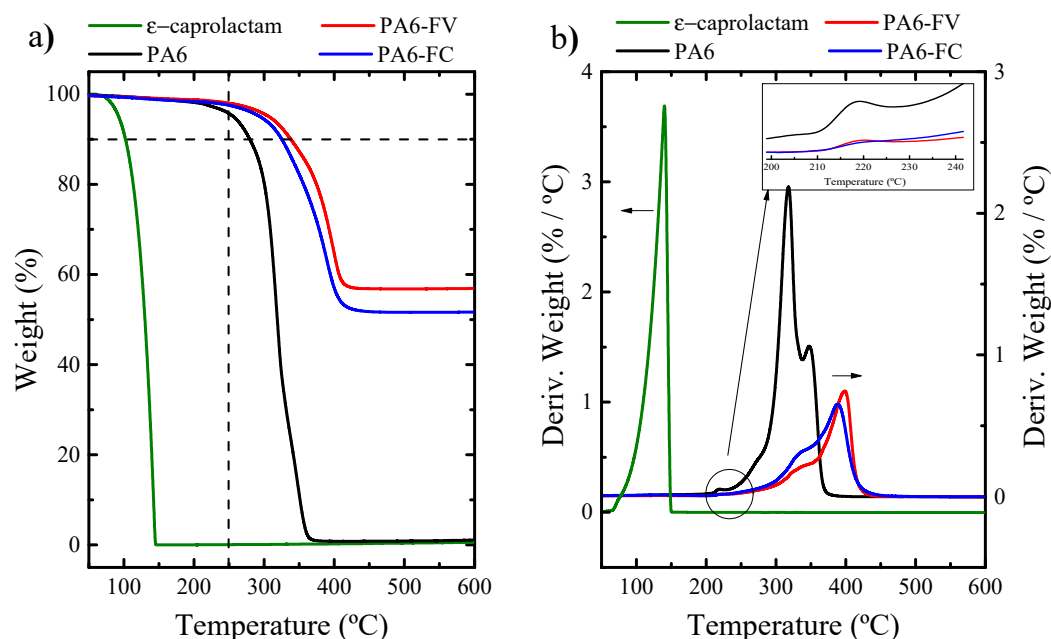 a)
ε−caprolactam PA6-FV
PA6 PA6-FC
100
80
60
40
20
0
Weight (%)
100 200 300 400 500 600
Temperature (ºC)
b)
ε−caprolactam PA6-FV
PA6 PA6-FC
4
3
2
1
0
Deriv. Weight (% / ºC)
200 210 220 230 240
Temperature (ºC)
3
2
1
0
Deriv. Weight (% / ºC)
100 200 300 400 500 600
Temperature (ºC)